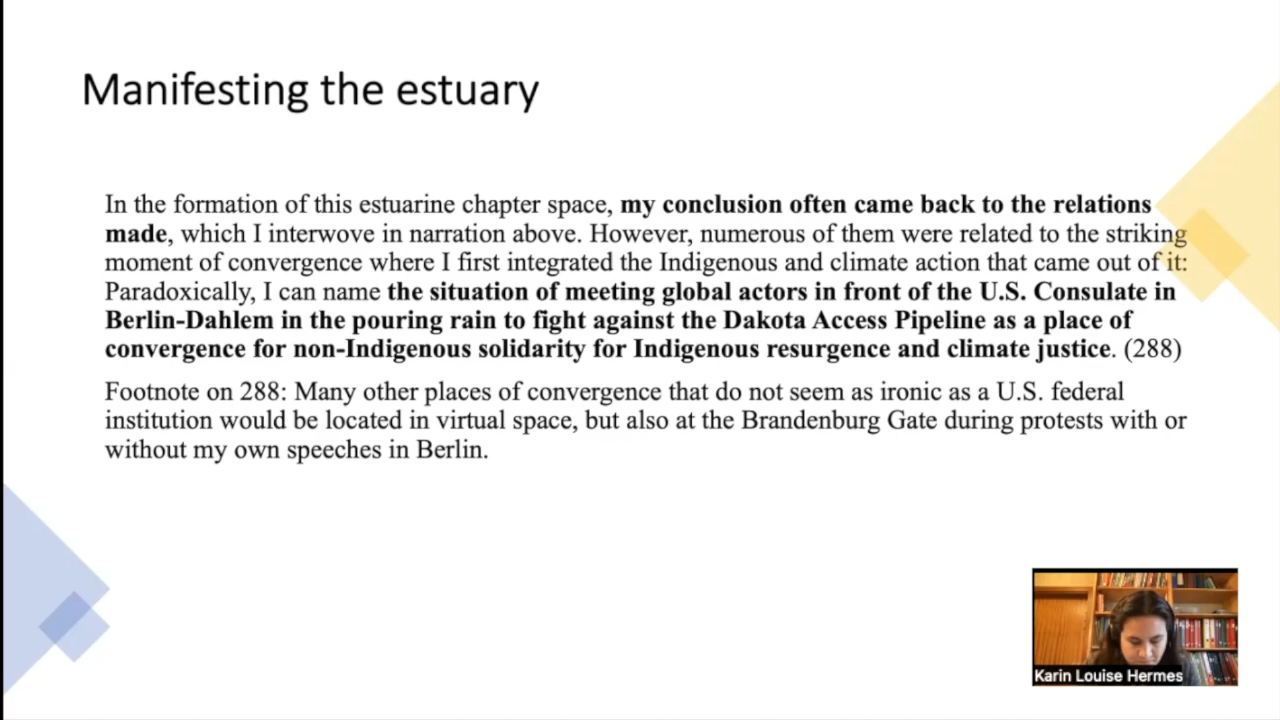 Manifesting the estuary
In the formation of this estuarine chapter space, my conclusion often came back to the relations
made, which I interwove in narration above. However, numerous of them were related to the striking
moment of convergence where I first integrated the Indigenous and climate action that came out of it:
Paradoxically, I can name the situation of meeting global actors in front of the U.S. Consulate in
Berlin-Dahlem in the pouring rain to fight against the Dakota Access Pipeline as a place of
convergence for non-Indigenous solidarity for Indigenous resurgence and climate justice. (288)
Footnote on 288: Many other places of convergence that do not seem as ironic as a U.S. federal
institution would be located in virtual space, but also at the Brandenburg Gate during protests with or
without my own speeches in Berlin.
Karin Louise Hermes